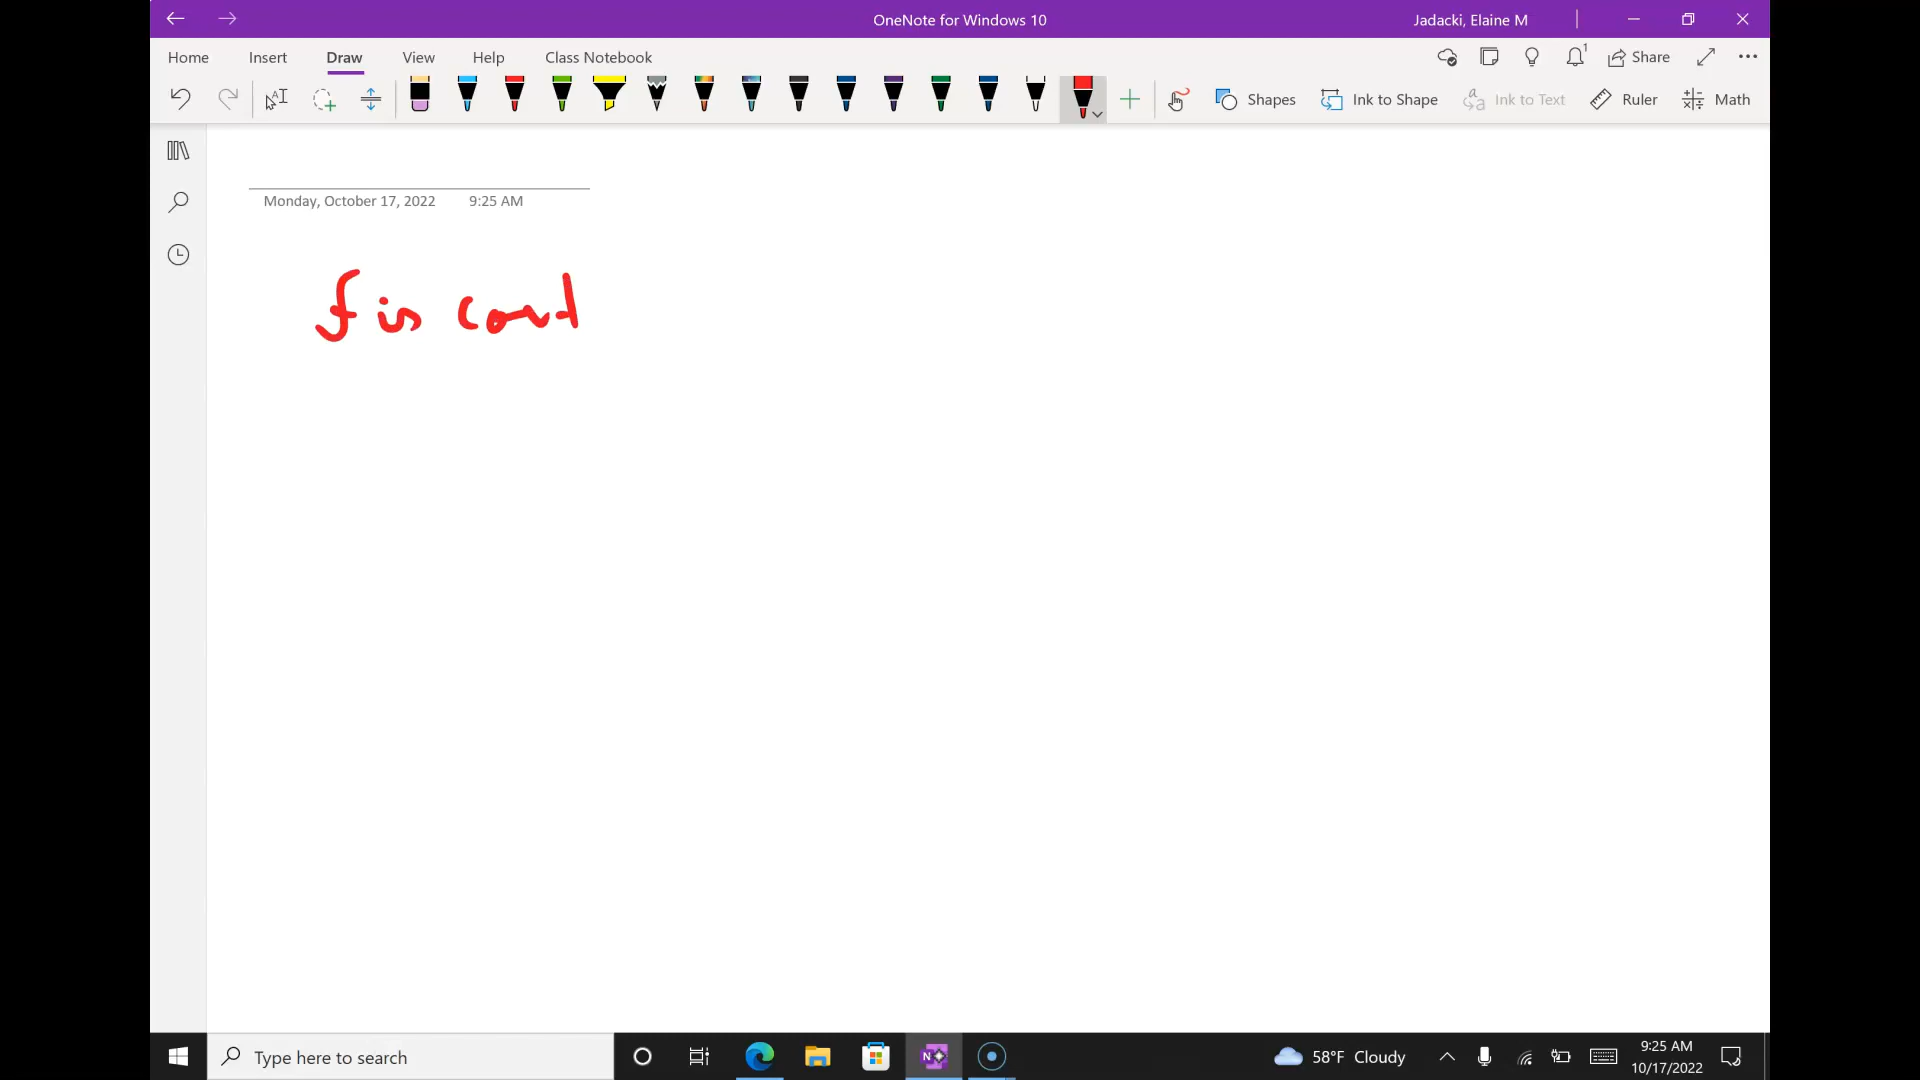 OneNote for Windows 10
Jadacki, Elaine M
Home Insert Draw View Help Class Notebook
1
Share
AI
Shapes Ink to Shape
a
a
Ink to Text Ruler Math
Monday, October 17, 2022 9:25 AM
f is cont
Type here to search
N
58°F Cloudy
9:25 AM
10/17/2022